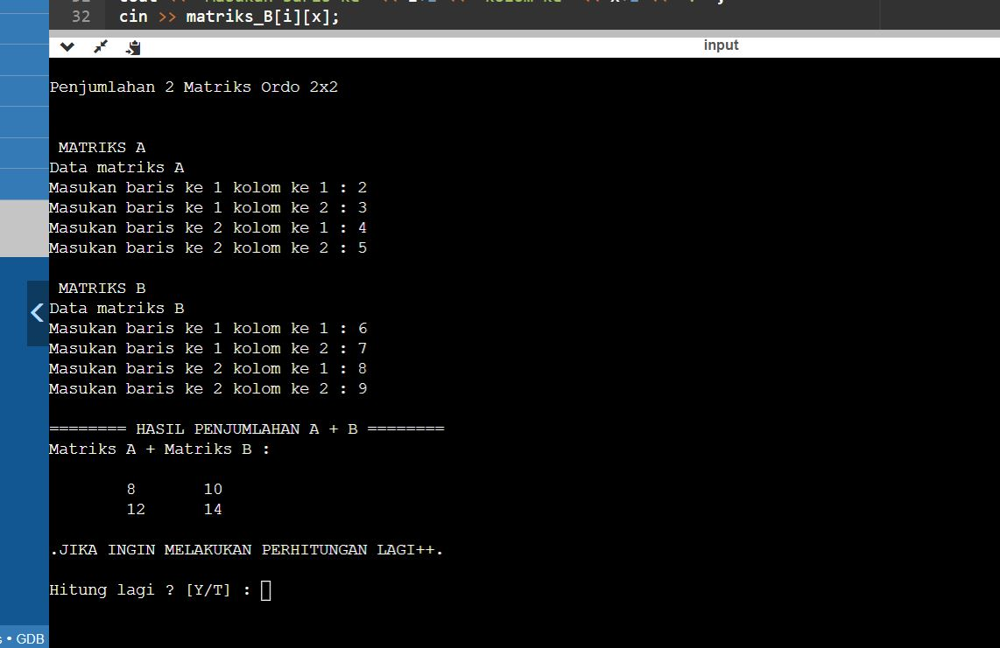 32 cin >> matriks_B[i][x];
input
Penjumlahan 2 Matriks Ordo 2x2
MATRIKS A
Data matriks A
Masukan baris ke 1 kolom ke 1 : 2
Masukan baris ke 1 kolom ke 2 : 3
Masukan baris ke 2 kolom ke 1 : 4
Masukan baris ke 2 kolom ke 2 : 5
MATRIKS B
Data matriks B
Masukan baris ke 1 kolom ke 1 : 6
Masukan baris ke 1 kolom ke 2 : 7
Masukan baris ke 2 kolom ke 1 : 8
Masukan baris ke 2 kolom ke 2 : 9
======== HASIL PENJUMLAHAN A + B ========
Matriks A + Matriks B :
8 10
12 14
.JIKA INGIN MELAKUKAN PERHITUNGAN LAGI++.
Hitung lagi ? [Y/T] :
• GDB